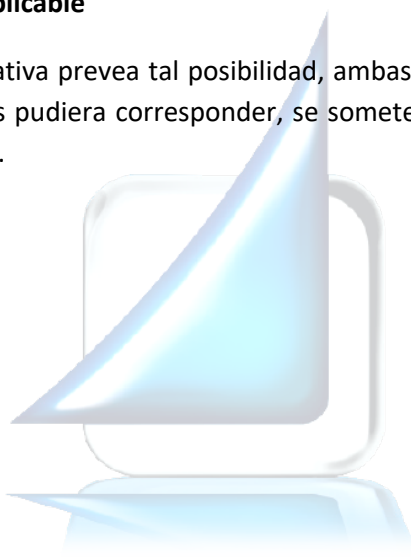 plicable
ativa prevea tal posibilidad, ambas
s pudiera corresponder, se somete
.